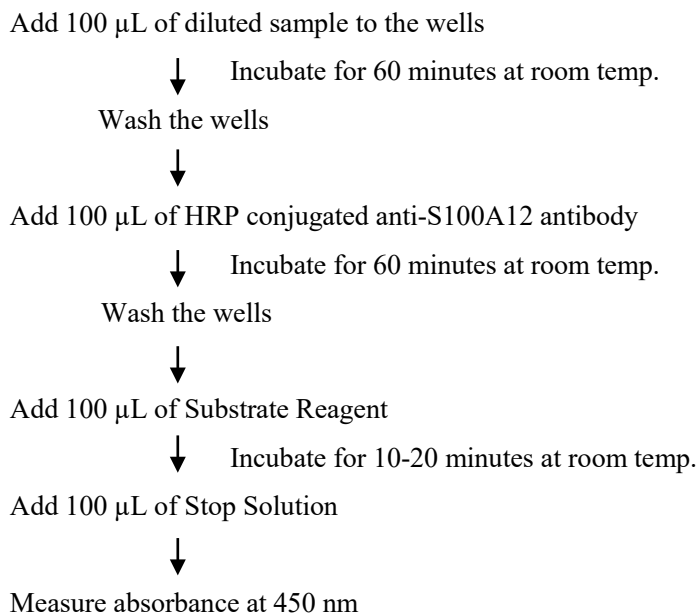 Add 100 µL of diluted sample to the wells
Incubate for 60 minutes at room temp.
Wash the wells
Add 100 µL of HRP conjugated anti-S100A12 antibody
Incubate for 60 minutes at room temp.
Wash the wells
Add 100 µL of Substrate Reagent
Incubate for 10-20 minutes at room temp.
Add 100 µL of Stop Solution
Measure absorbance at 450 nm